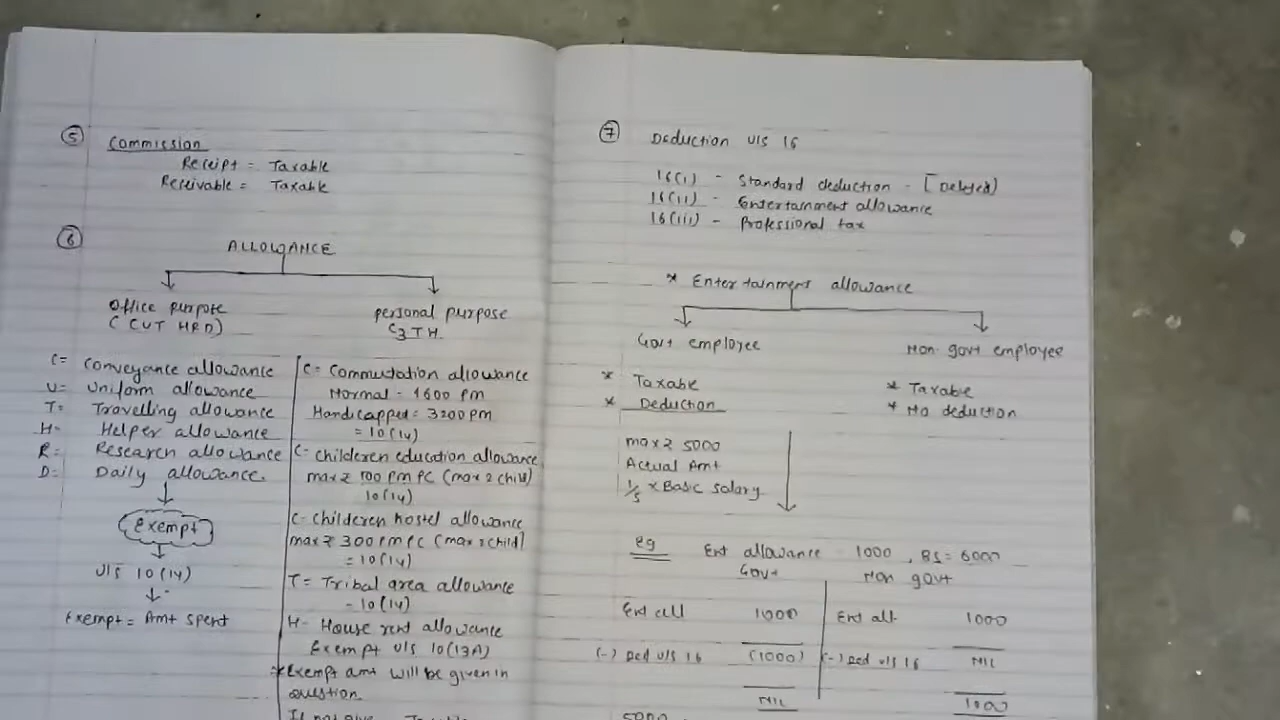 5 Commission
Receipt = Taxable
Receivable = Taxable
6 ALLOWANCE
Office purpose
(CUT HRD)
personal purpose
C3TH
C= Conveyance allowance
U= Uniform allowance
T= Travelling allowance
H= Helper allowance
R= Research allowance
D= Daily allowance.
Exempt
U/S 10(14)
Exempt = Amt spent
C= Commutation allowance
Normal - 1600 pm
Handicapped = 3200 pm
= 10(14)
C- childeren education allowance
max ₹ 100 pm pc (max 2 child)
10(14)
C- childeren hostel allowance
max ₹ 300 pm pc (max 2 child)
= 10(14)
T= Tribal area allowance
- 10(14)
H- House rent allowance
Exempt U/S 10(13A)
* Exempt amt will be given in
question.
If not give
7 Deduction U/S 16
16(i) - Standard deduction - [Deleted)
16(ii) - Entertainment allowance
16(iii) - Professional tax
* Entertainment allowance
Govt employee
* Taxable
* Deduction
max ₹ 5000
Actual Amt
1/5 x Basic salary
Non govt employee
* Taxable
* No deduction
eg Ent allowance 1000, BS = 6000
Govt Non govt
Ent all 1000 Ent all 1000
(-) Ded U/S 16 (1000) (-) Ded U/S 16 NIL
NIL 1000
5000